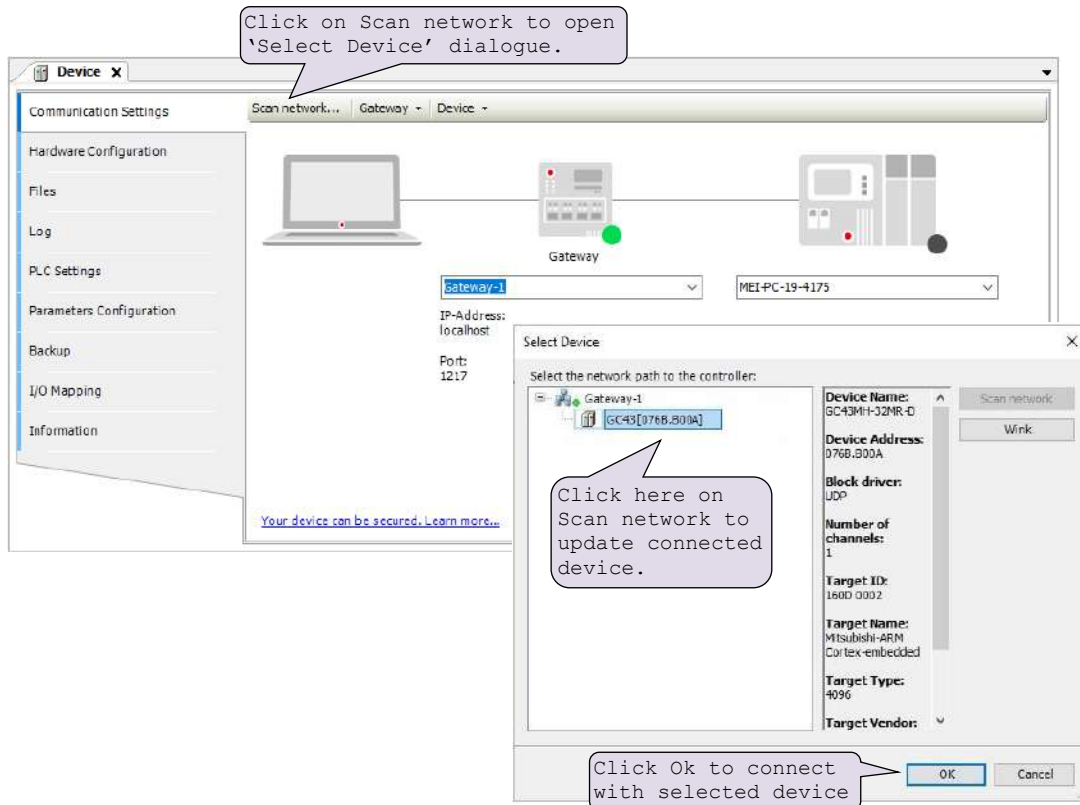 Click on Scan network to open
‘Select Device’ dialogue.
Device X
Communication Settings
Scan network... Gateway Device
Hardware Configuration
Files
Log
PLC Settings
Parameters Configuration
Backup
I/O Mapping
Information
Gateway
Gateway-1
MEI-PC-19-4175
IP-Address:
localhost
Port:
1217
Your device can be secured. Learn more...
Select Device
Select the network path to the controller:
Gateway-1
GC43[076B.B00A]
Click here on
Scan network to
update connected
device.
Device Name:
GC43MH-32MR-D
Device Address:
076B.B00A
Block driver:
UDP
Number of
channels:
1
Target ID:
160D 0002
Target Name:
Mitsubishi-ARM
Cortex-embedded
Target Type:
4096
Target Vendor:
Scan network
Wink
Click Ok to connect
with selected device
OK Cancel